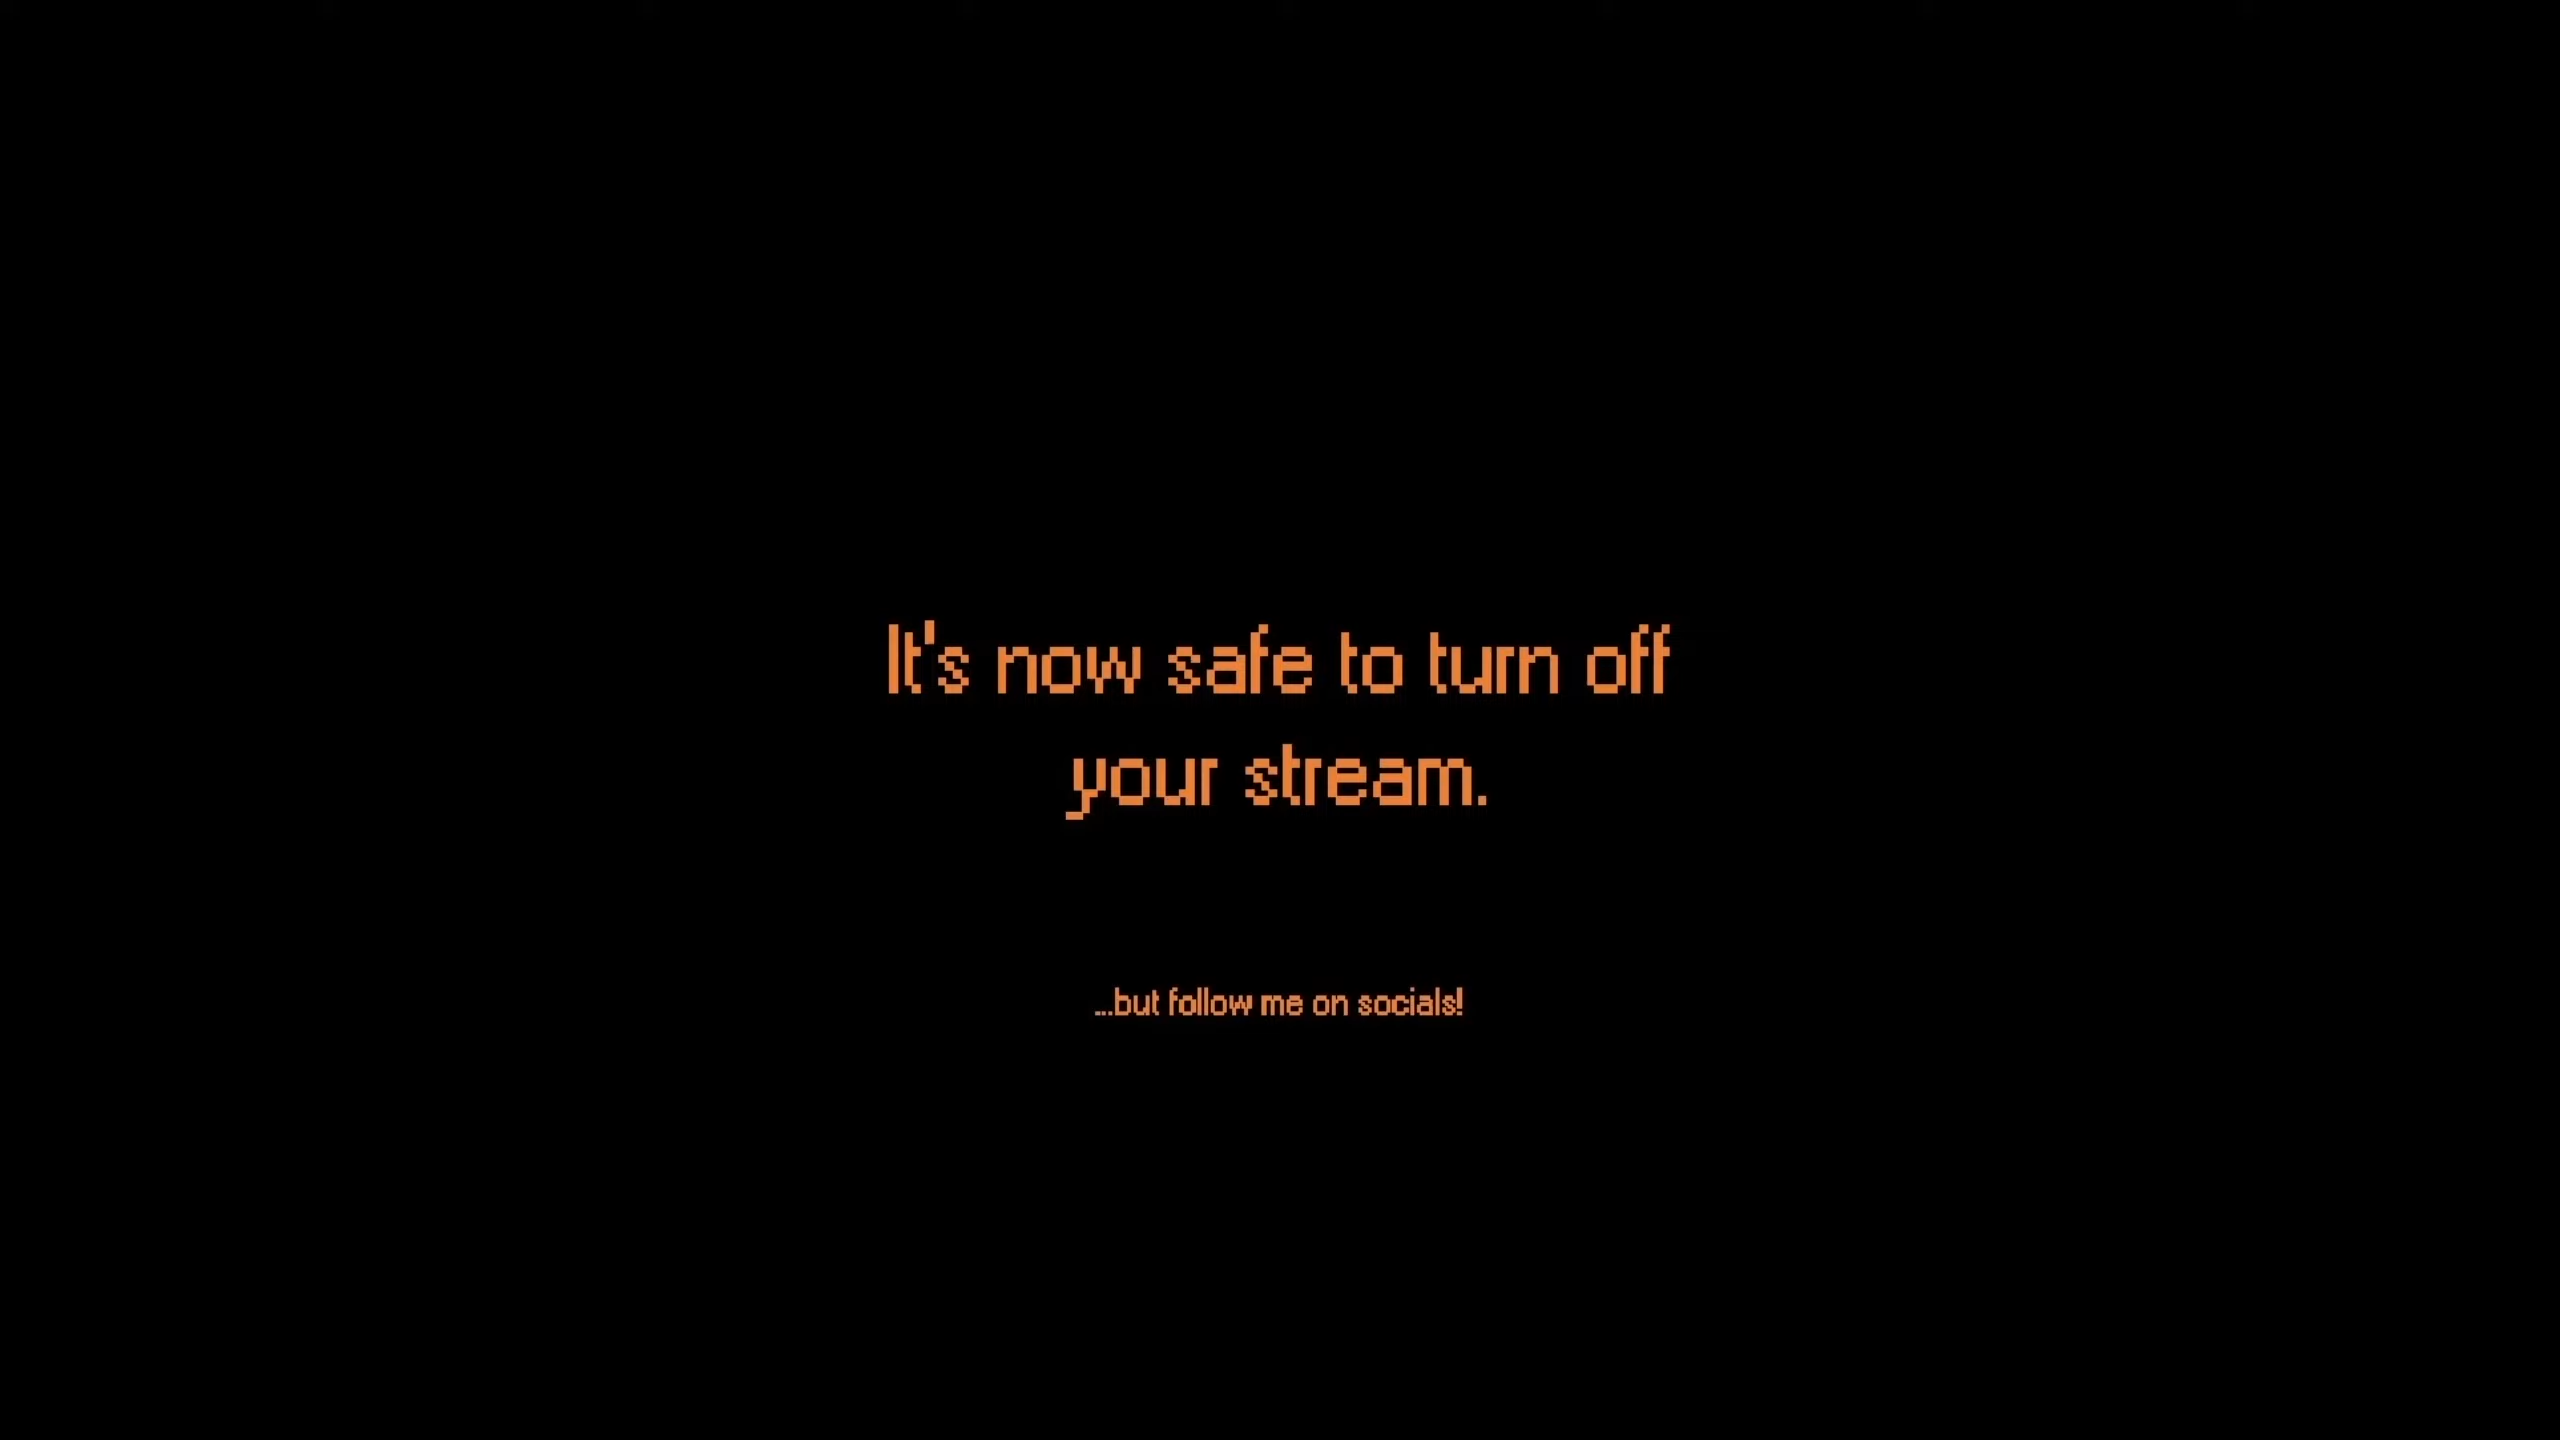 It's now safe to turn off
your stream.
...but follow me on socials!